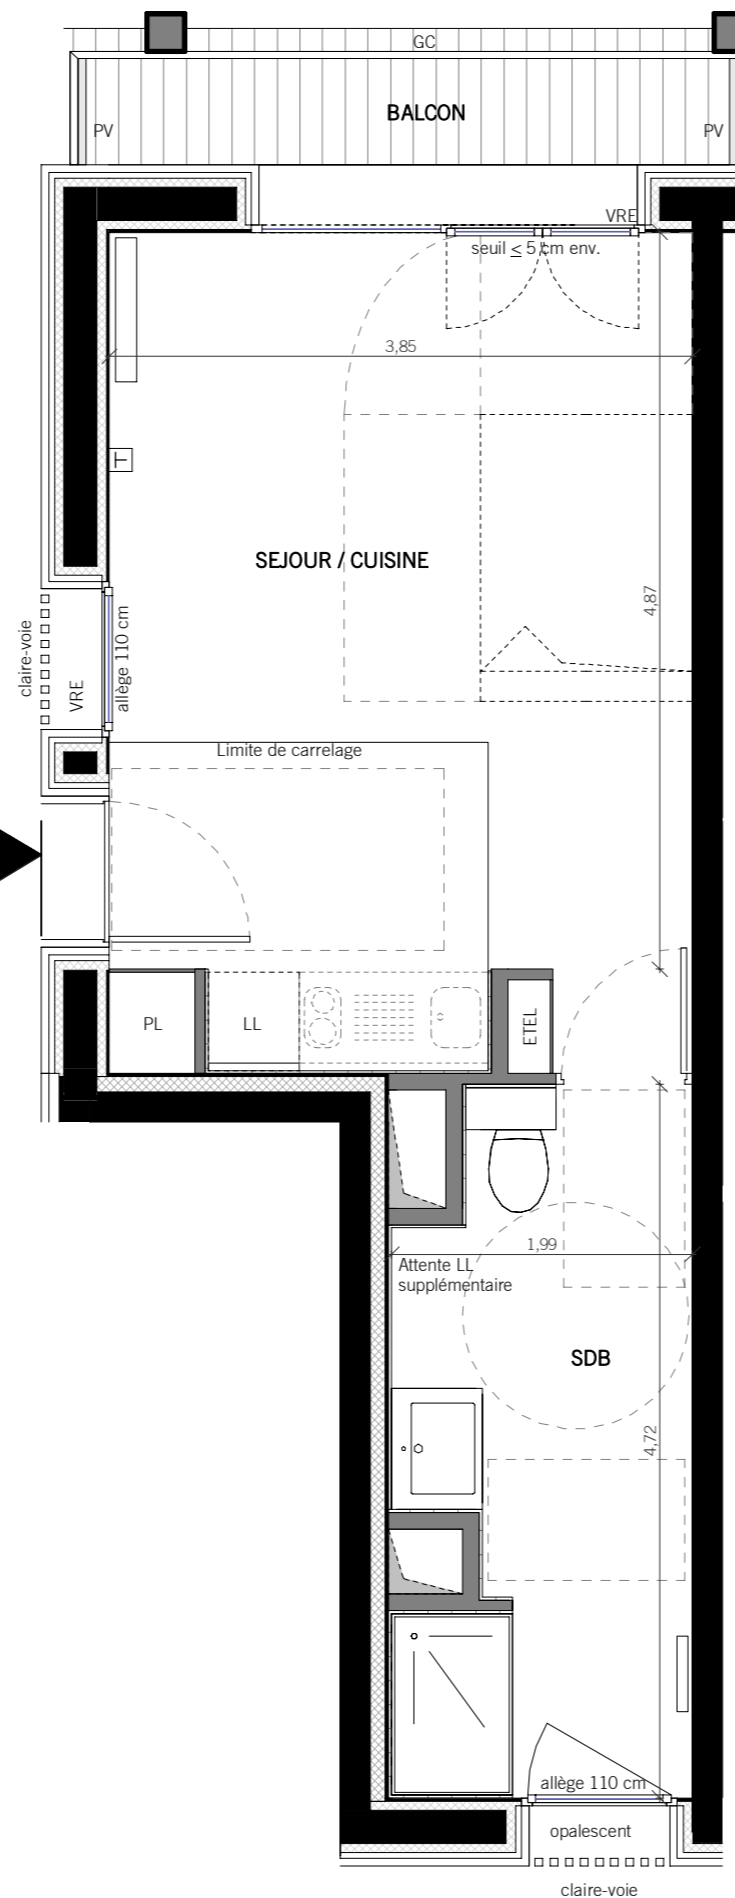 GC
BALCON
PV
PV
VRE
seuil ≤ 5 cm env.
3,85
T
SEJOUR / CUISINE
4,87
claire-voie
VRE
allège 110 cm
Limite de carrelage
PL
LL
ETEL
1,99
Attente LL
supplémentaire
SDB
4,72
allège 110 cm
opalescent
claire-voie